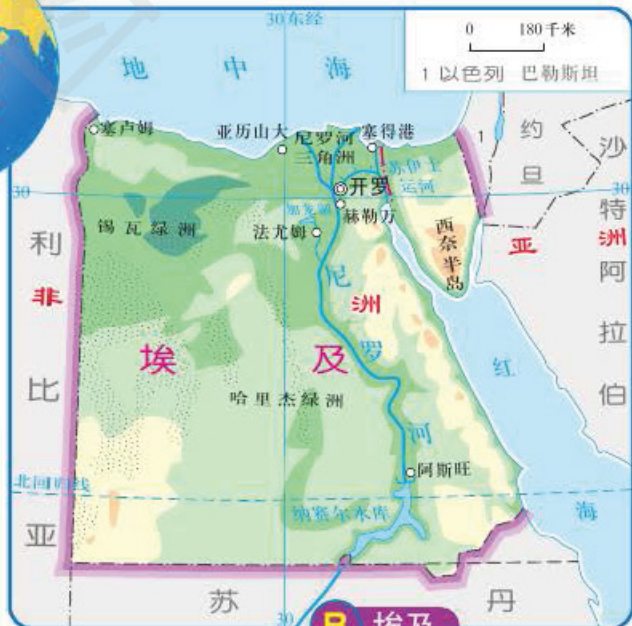 30东经
0 180千米
1 以色列 巴勒斯坦
地中海
塞卢姆
亚历山大
尼罗河
三角洲
塞得港
1
约旦
沙特阿拉伯
苏伊士
运河
30
30
开罗
赫勒万
锡瓦绿洲
法尤姆
西奈半岛
利比亚
非洲
亚洲
尼罗河
埃及
红海
哈里杰绿洲
阿斯旺
北回归线
纳赛尔水库
苏丹
30
B 埃及